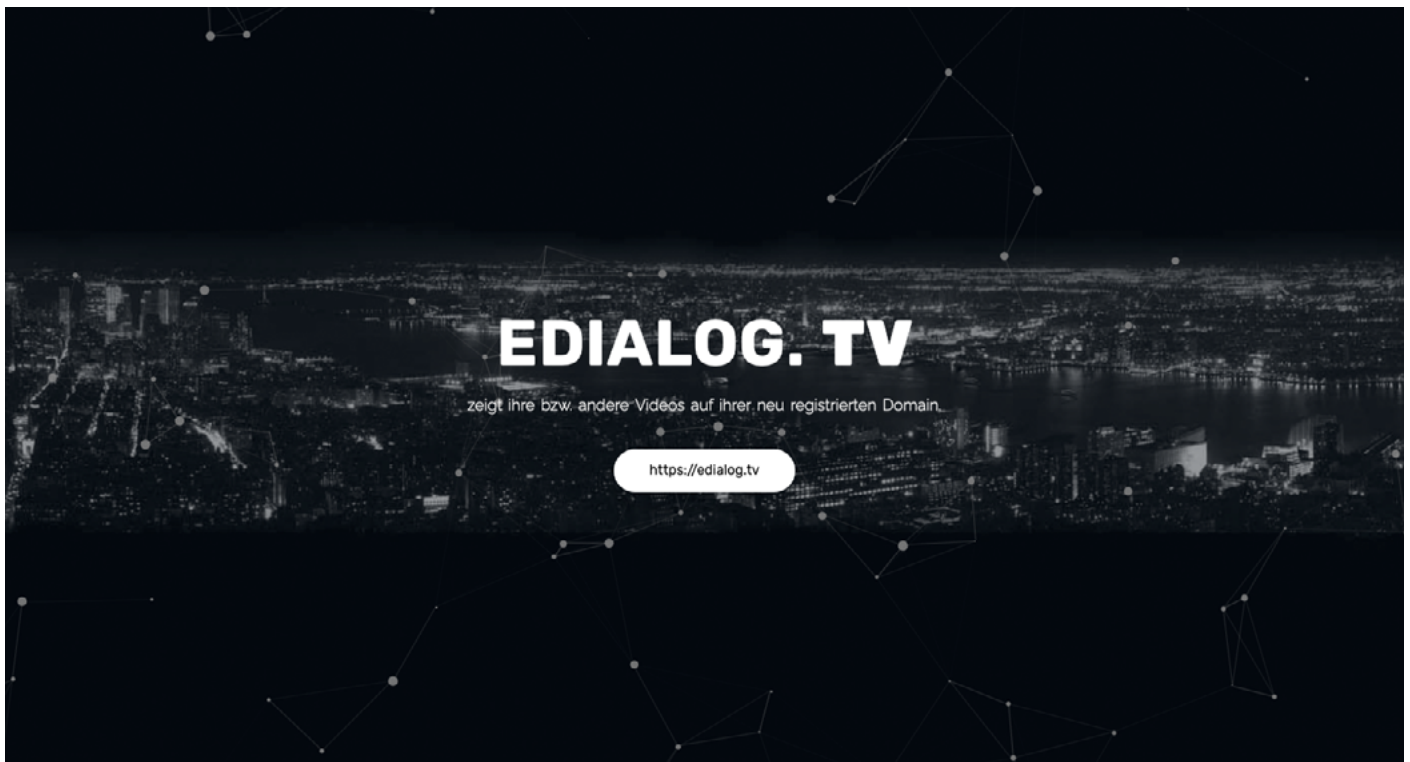 EDIALOG. TV
zeigt ihre bzw. andere Videos auf ihrer neu registrierten Domain.
https://edialog.tv